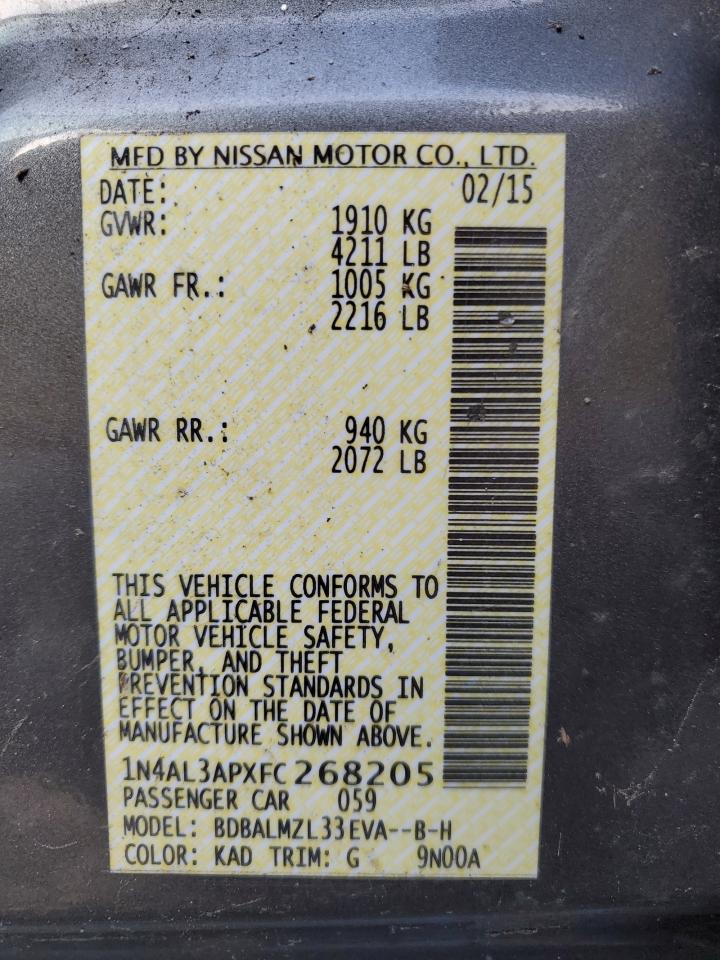 MFD BY NISSAN MOTOR CO., LTD.
DATE: 02/15
GVWR: 1910 KG
4211 LB
GAWR FR.: 1005 KG
2216 LB
GAWR RR.: 940 KG
2072 LB
THIS VEHICLE CONFORMS TO
ALL APPLICABLE FEDERAL
MOTOR VEHICLE SAFETY,
BUMPER, AND THEFT
PREVENTION STANDARDS IN
EFFECT ON THE DATE OF
MANUFACTURE SHOWN ABOVE.
1N4AL3APXFC268205
PASSENGER CAR 059
MODEL: BDBALMZL33EVA--B-H
COLOR: KAD TRIM: G 9N00A